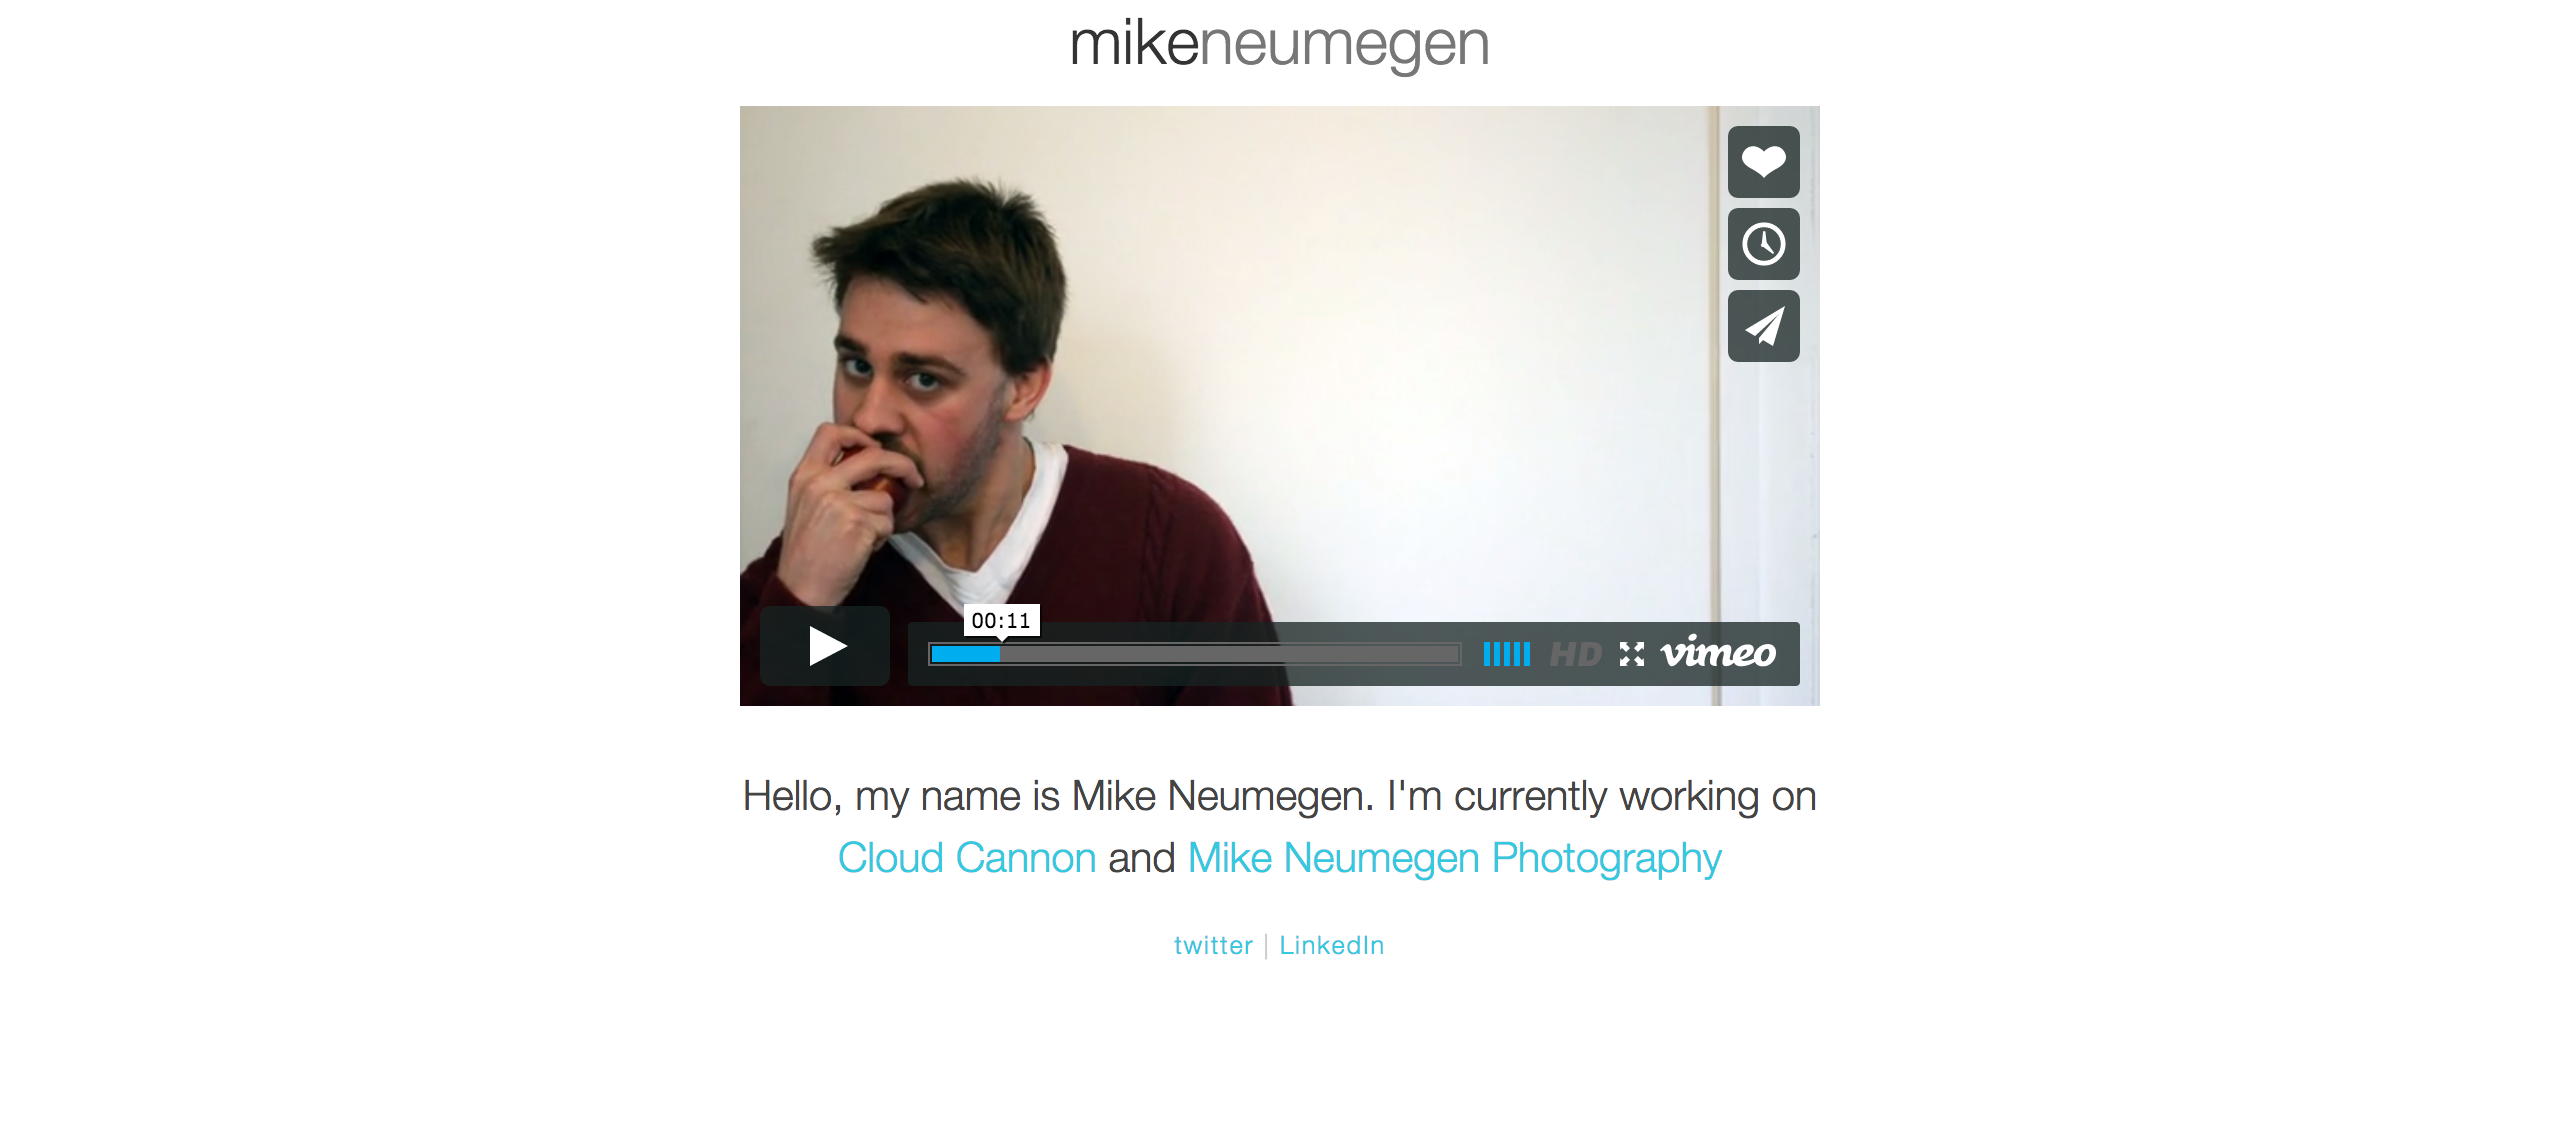 mikeneumegen
00:11
HD vimeo
Hello, my name is Mike Neumegen. I'm currently working on
Cloud Cannon and Mike Neumegen Photography
twitter | LinkedIn